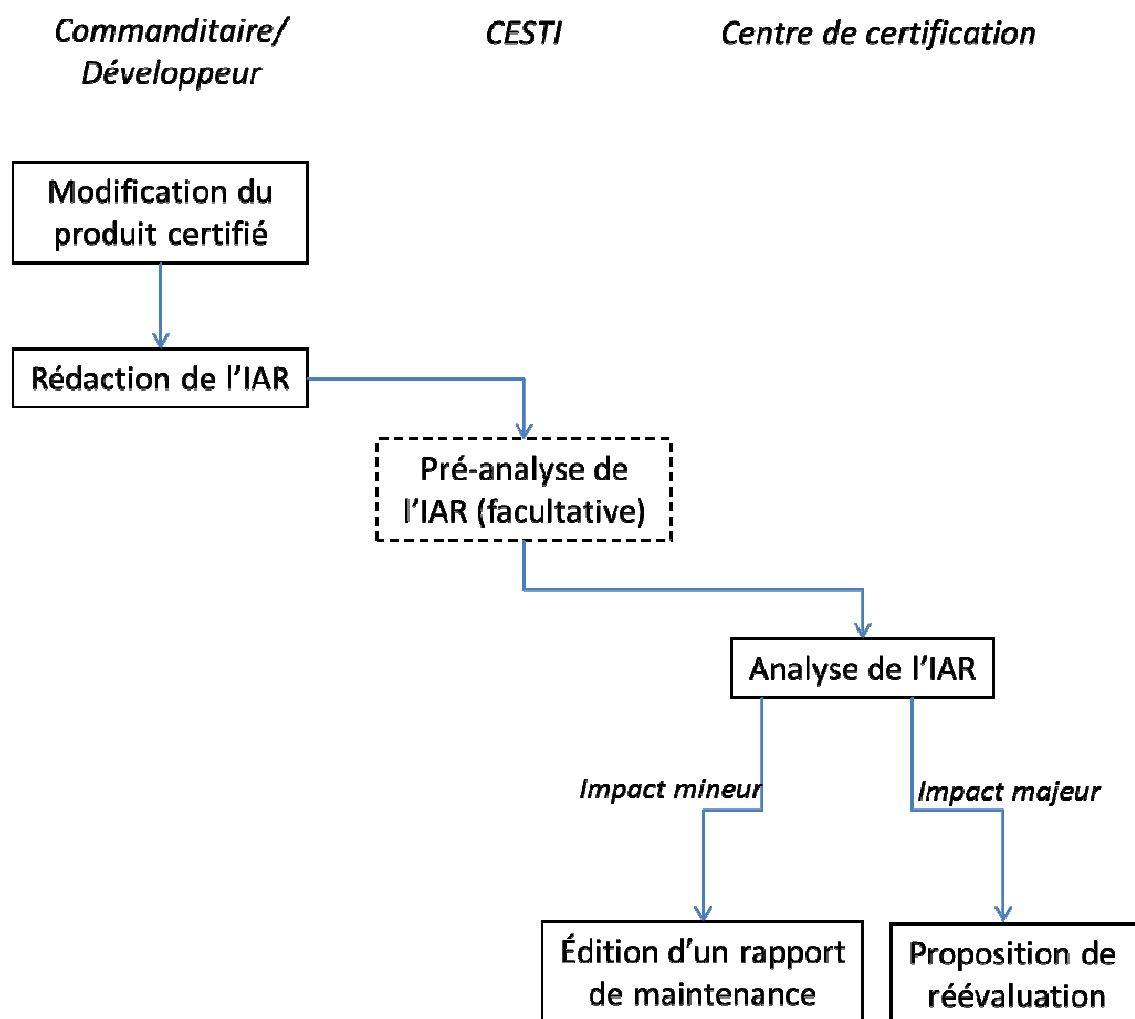 Commanditaire/
Développeur
CESTI
Centre de certification
Modification du
produit certifié
Rédaction de l'IAR
Pré-analyse de
l'IAR (facultative)
Analyse de l'IAR
Impact mineur
Impact majeur
Édition d'un rapport
de maintenance
Proposition de
réévaluation